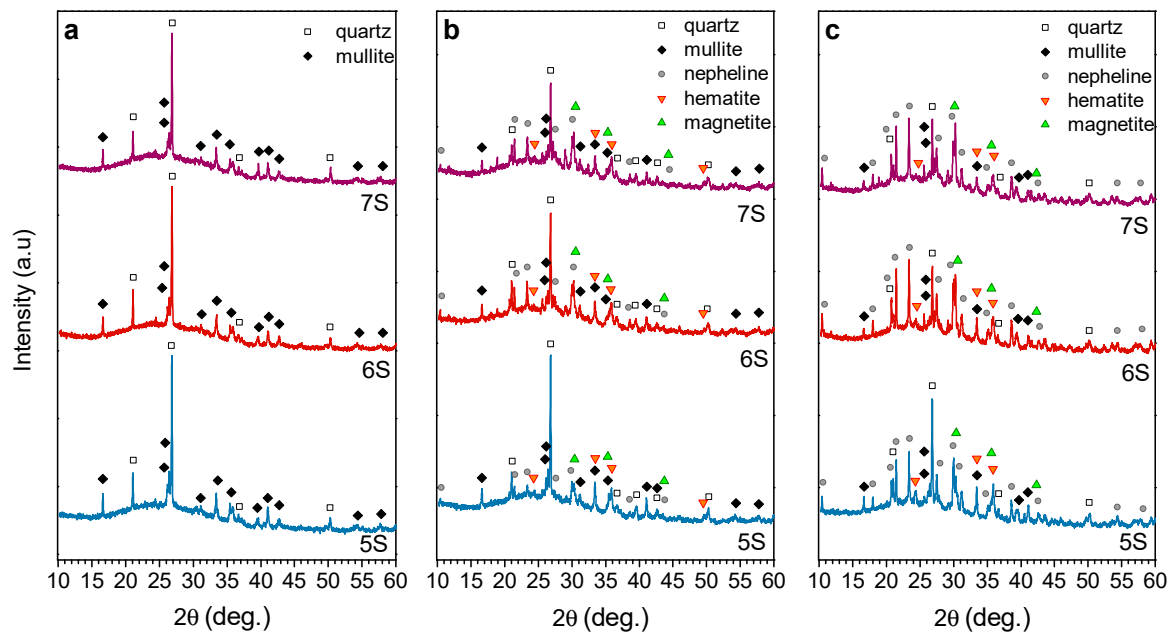 Intensity (a.u)
a
quartz
mullite
7S
6S
5S
10 15 20 25 30 35 40 45 50 55 60
2θ (deg.)
b
quartz
mullite
nepheline
hematite
magnetite
7S
6S
5S
10 15 20 25 30 35 40 45 50 55 60
2θ (deg.)
c
quartz
mullite
nepheline
hematite
magnetite
7S
6S
5S
10 15 20 25 30 35 40 45 50 55 60
2θ (deg.)